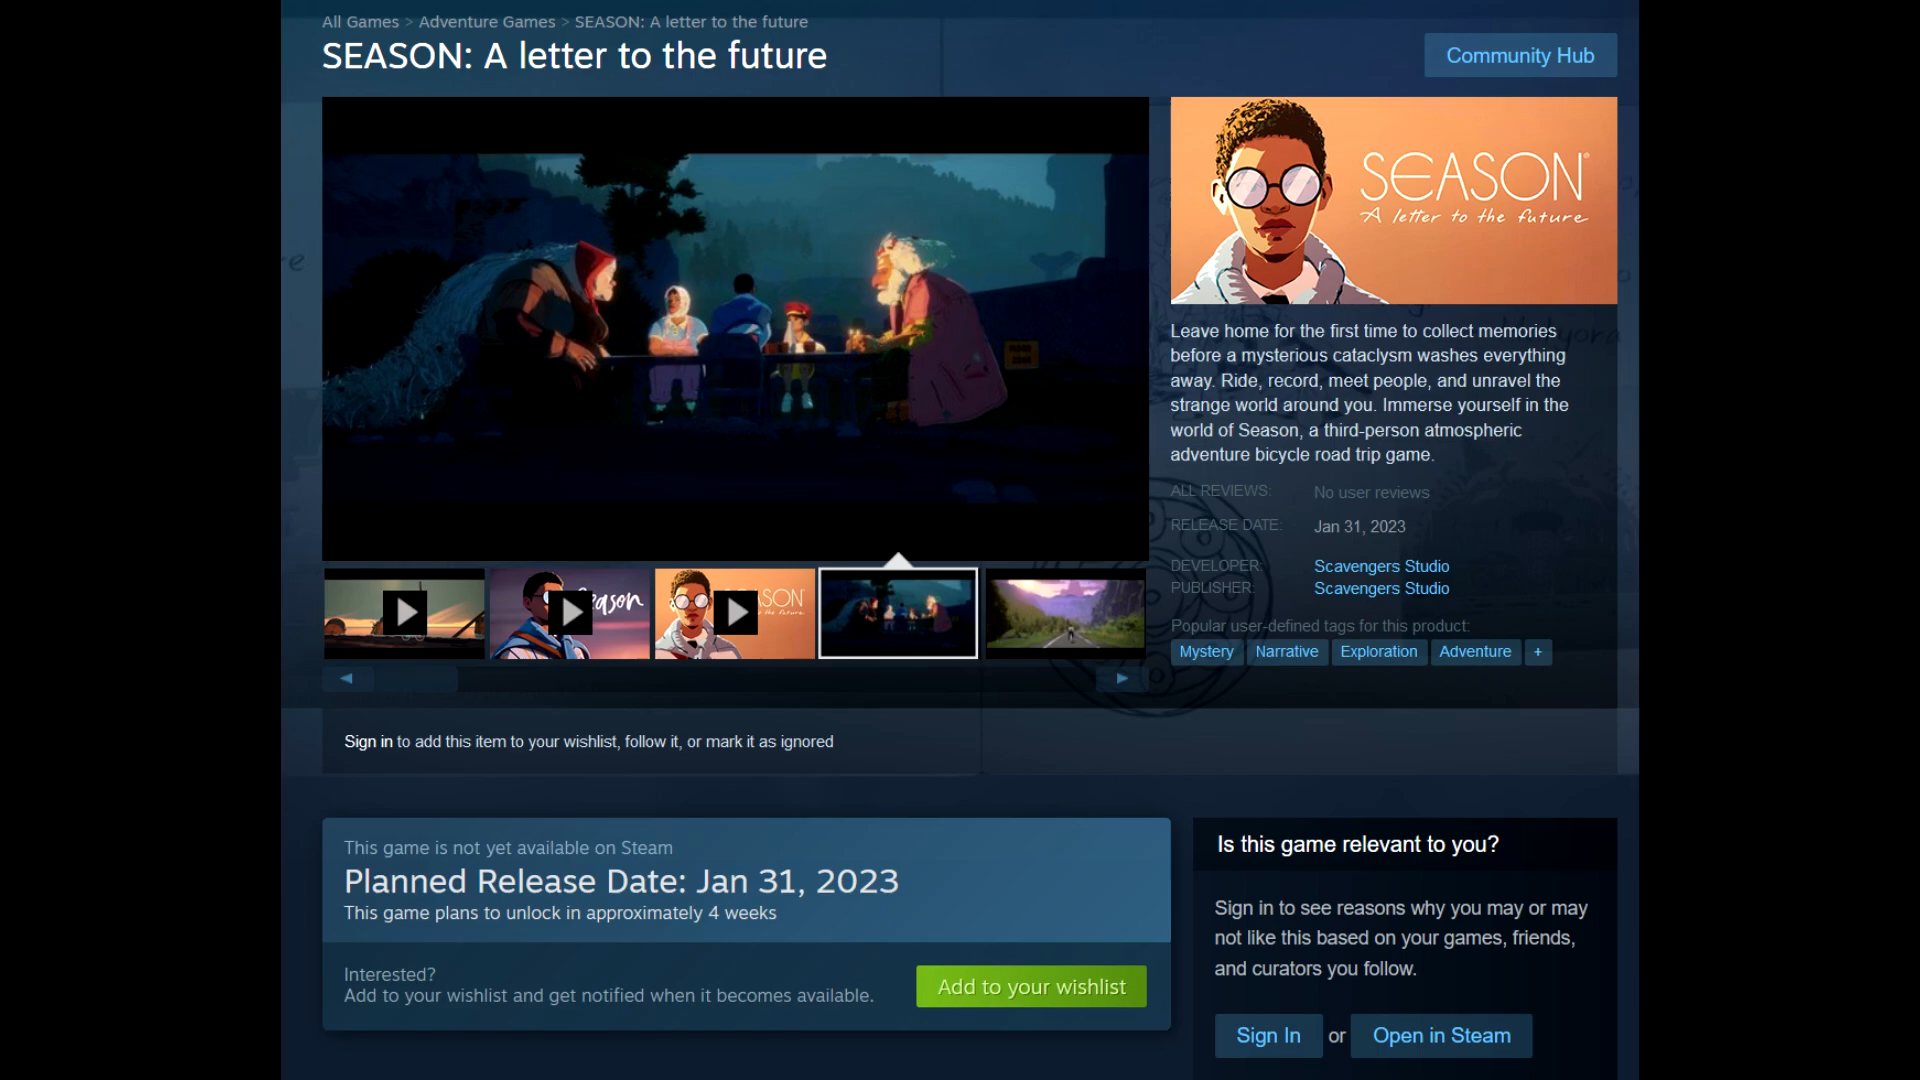 All Games > Adventure Games > SEASON: A letter to the future
SEASON: A letter to the future
Community Hub
SEASON
A letter to the future
Leave home for the first time to collect memories
before a mysterious cataclysm washes everything
away. Ride, record, meet people, and unravel the
strange world around you. Immerse yourself in the
world of Season, a third-person atmospheric
adventure bicycle road trip game.
ALL REVIEWS: No user reviews
RELEASE DATE: Jan 31, 2023
DEVELOPER: Scavengers Studio
PUBLISHER: Scavengers Studio
Popular user-defined tags for this product:
Mystery Narrative Exploration Adventure +
Sign in to add this item to your wishlist, follow it, or mark it as ignored
This game is not yet available on Steam
Planned Release Date: Jan 31, 2023
This game plans to unlock in approximately 4 weeks
Interested?
Add to your wishlist and get notified when it becomes available.
Add to your wishlist
Is this game relevant to you?
Sign in to see reasons why you may or may
not like this based on your games, friends,
and curators you follow.
Sign In or Open in Steam